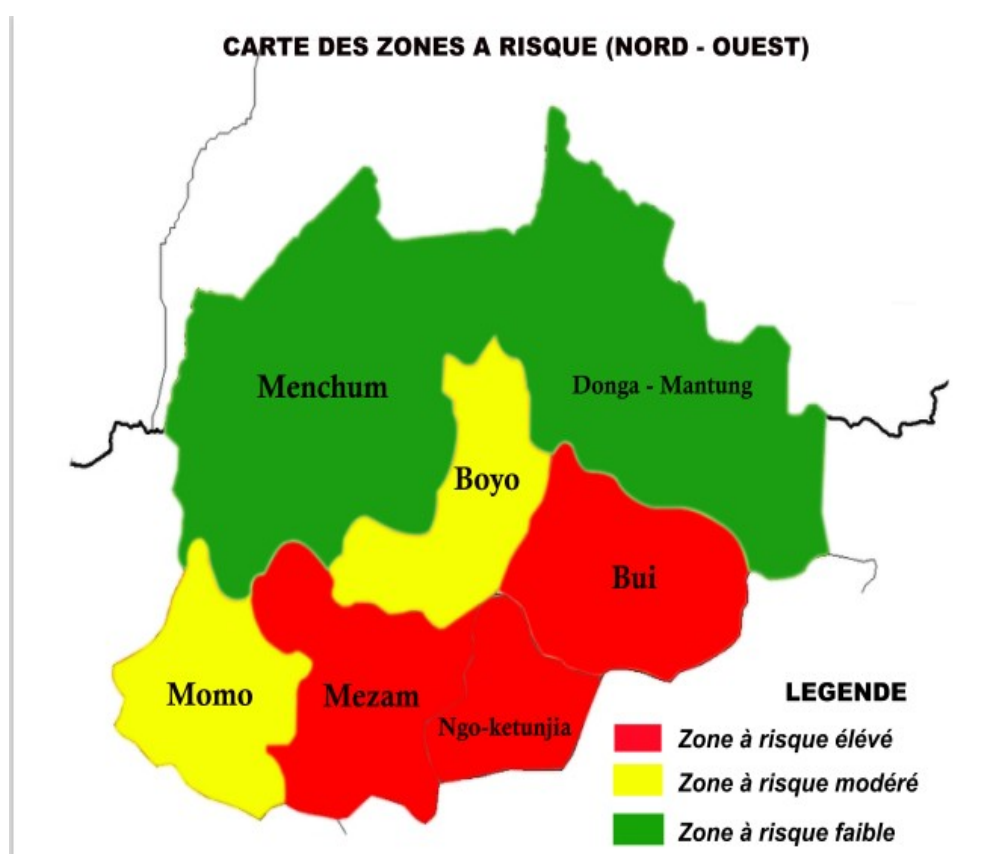 CARTE DES ZONES A RISQUE (NORD - OUEST)
Menchum
Donga - Mantung
Boyo
Bui
Momo
Mezam
Ngo-ketunjia
LEGENDE
Zone à risque élévé
Zone à risque modéré
Zone à risque faible